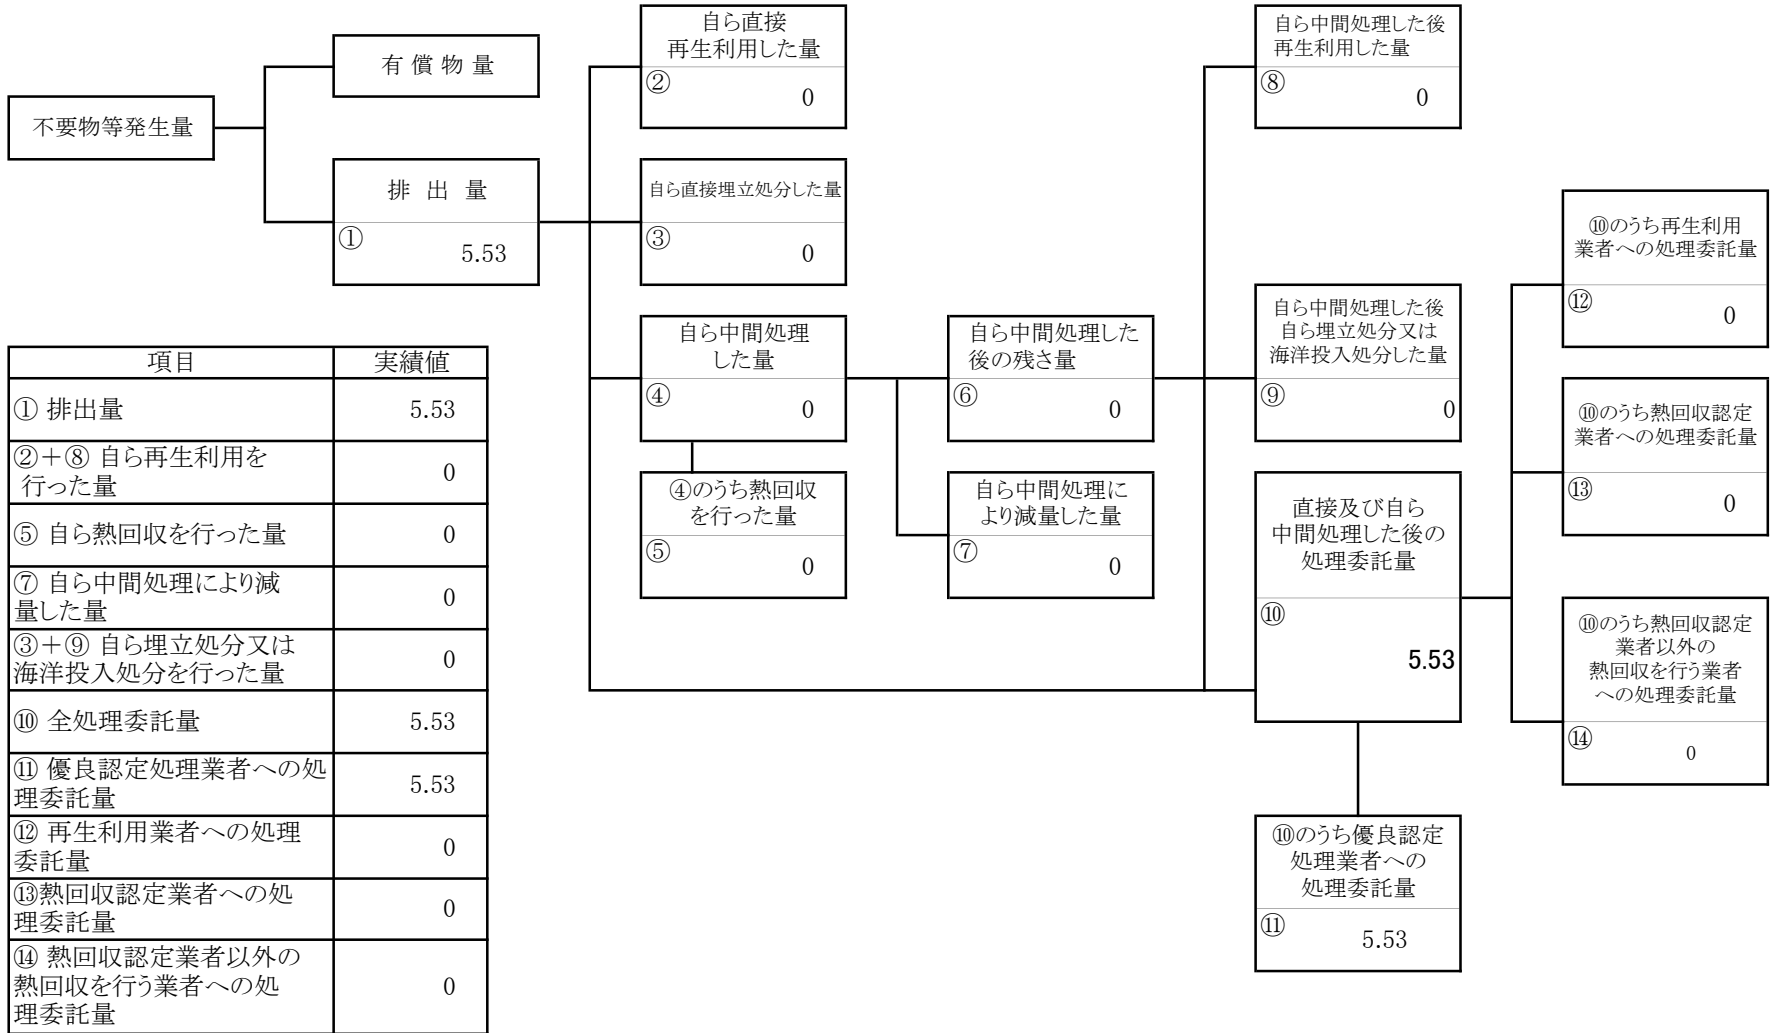 不要物等発生量
有 償 物 量
排 出 量
①
5.53
自ら直接
再生利用した量
②
0
自ら直接埋立処分した量
③
0
自ら中間処理
した量
④
0
④のうち熱回収
を行った量
⑤
0
自ら中間処理した
後の残さ量
⑥
0
自ら中間処理に
より減量した量
⑦
0
自ら中間処理した後
再生利用した量
⑧
0
自ら中間処理した後
自ら埋立処分又は
海洋投入処分した量
⑨
0
直接及び自ら
中間処理した後の
処理委託量
⑩
5.53
⑩のうち優良認定
処理業者への
処理委託量
⑪
5.53
⑩のうち再生利用
業者への処理委託量
⑫
0
⑩のうち熱回収認定
業者への処理委託量
⑬
0
⑩のうち熱回収認定
業者以外の
熱回収を行う業者
への処理委託量
⑭
0
項目 実績値
① 排出量 5.53
②＋⑧ 自ら再生利用を
行った量 0
⑤ 自ら熱回収を行った量 0
⑦ 自ら中間処理により減
量した量 0
③＋⑨ 自ら埋立処分又は
海洋投入処分を行った量 0
⑩ 全処理委託量 5.53
⑪ 優良認定処理業者への処
理委託量 5.53
⑫ 再生利用業者への処理
委託量 0
⑬熱回収認定業者への処
理委託量 0
⑭ 熱回収認定業者以外の
熱回収を行う業者への処
理委託量 0